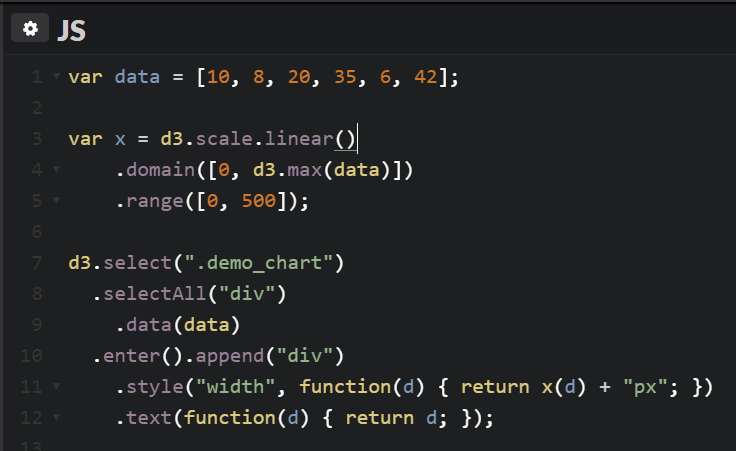 JS
1 var data = [10, 8, 20, 35, 6, 42];
2
3 var x = d3.scale.linear()
4     .domain([0, d3.max(data)])
5     .range([0, 500]);
6
7 d3.select(".demo_chart")
8   .selectAll("div")
9     .data(data)
10   .enter().append("div")
11     .style("width", function(d) { return x(d) + "px"; })
12     .text(function(d) { return d; });
13